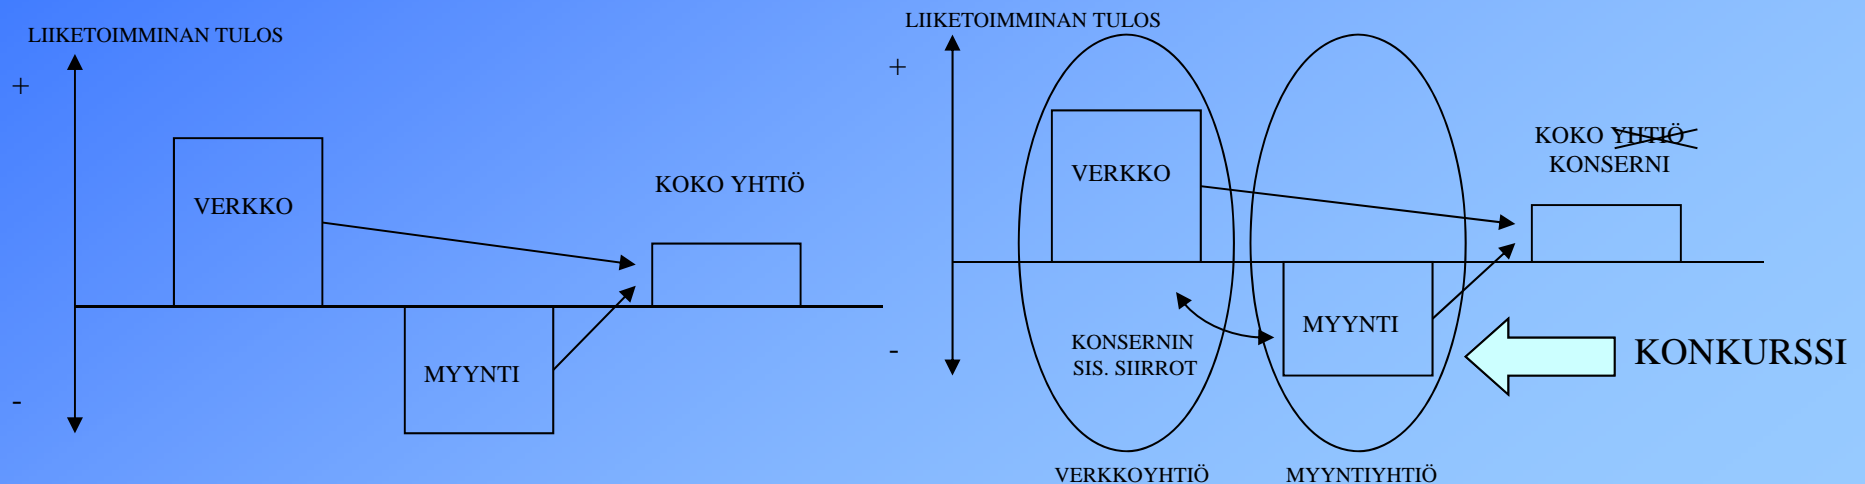 LIIKETOIMMINAN TULOS
+
VERKKO
KOKO YHTIÖ
MYYNTI
-
LIIKETOIMMINAN TULOS
+
VERKKO
KOKO YHTIÖ
KONSERNI
MYYNTI
KONSERNIN
SIS. SIIRROT
-
KONKURSSI
VERKKOYHTIÖ
MYYNTIYHTIÖ